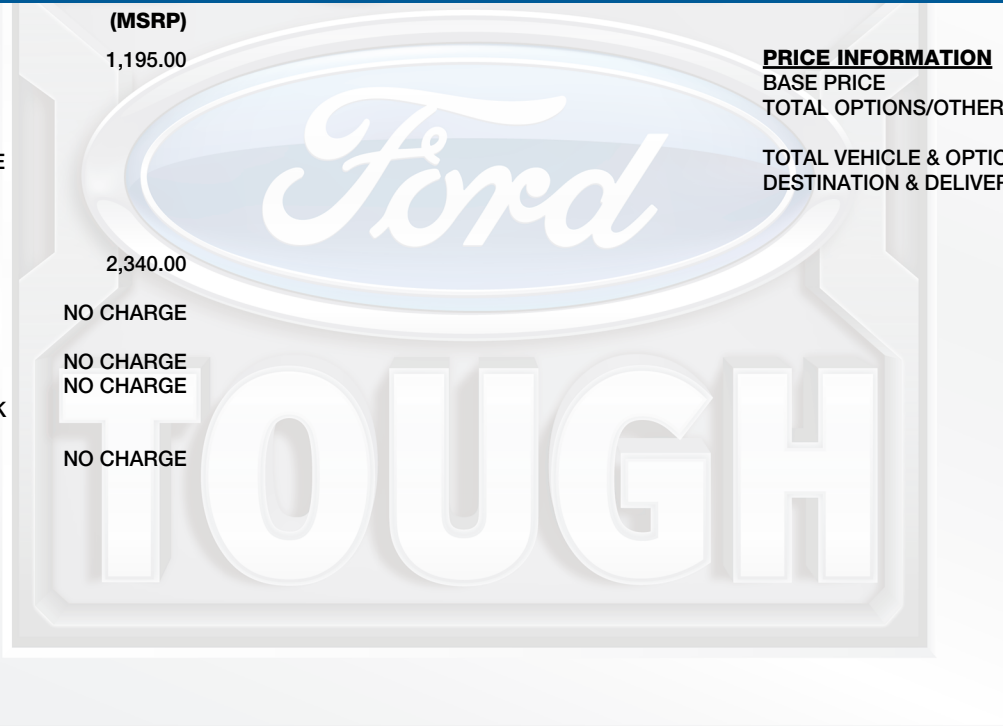 (MSRP)
1,195.00
E
2,340.00
NO CHARGE
NO CHARGE
NO CHARGE
K
NO CHARGE
PRICE INFORMATION
BASE PRICE
TOTAL OPTIONS/OTHER
TOTAL VEHICLE & OPTIO
DESTINATION & DELIVER
Ford
TOUGH